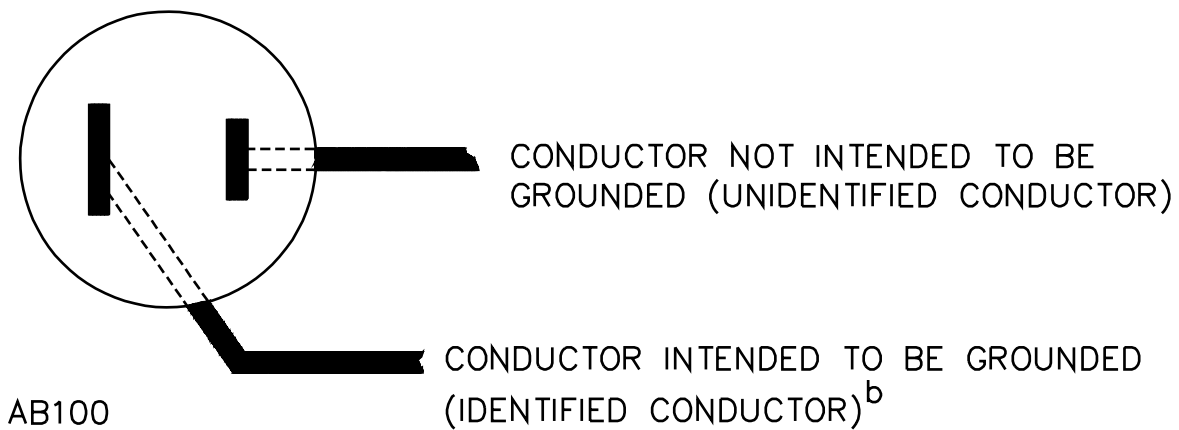 CONDUCTOR NOT INTENDED TO BE
GROUNDED (UNIDENTIFIED CONDUCTOR)
CONDUCTOR INTENDED TO BE GROUNDED
(IDENTIFIED CONDUCTOR)b
AB100